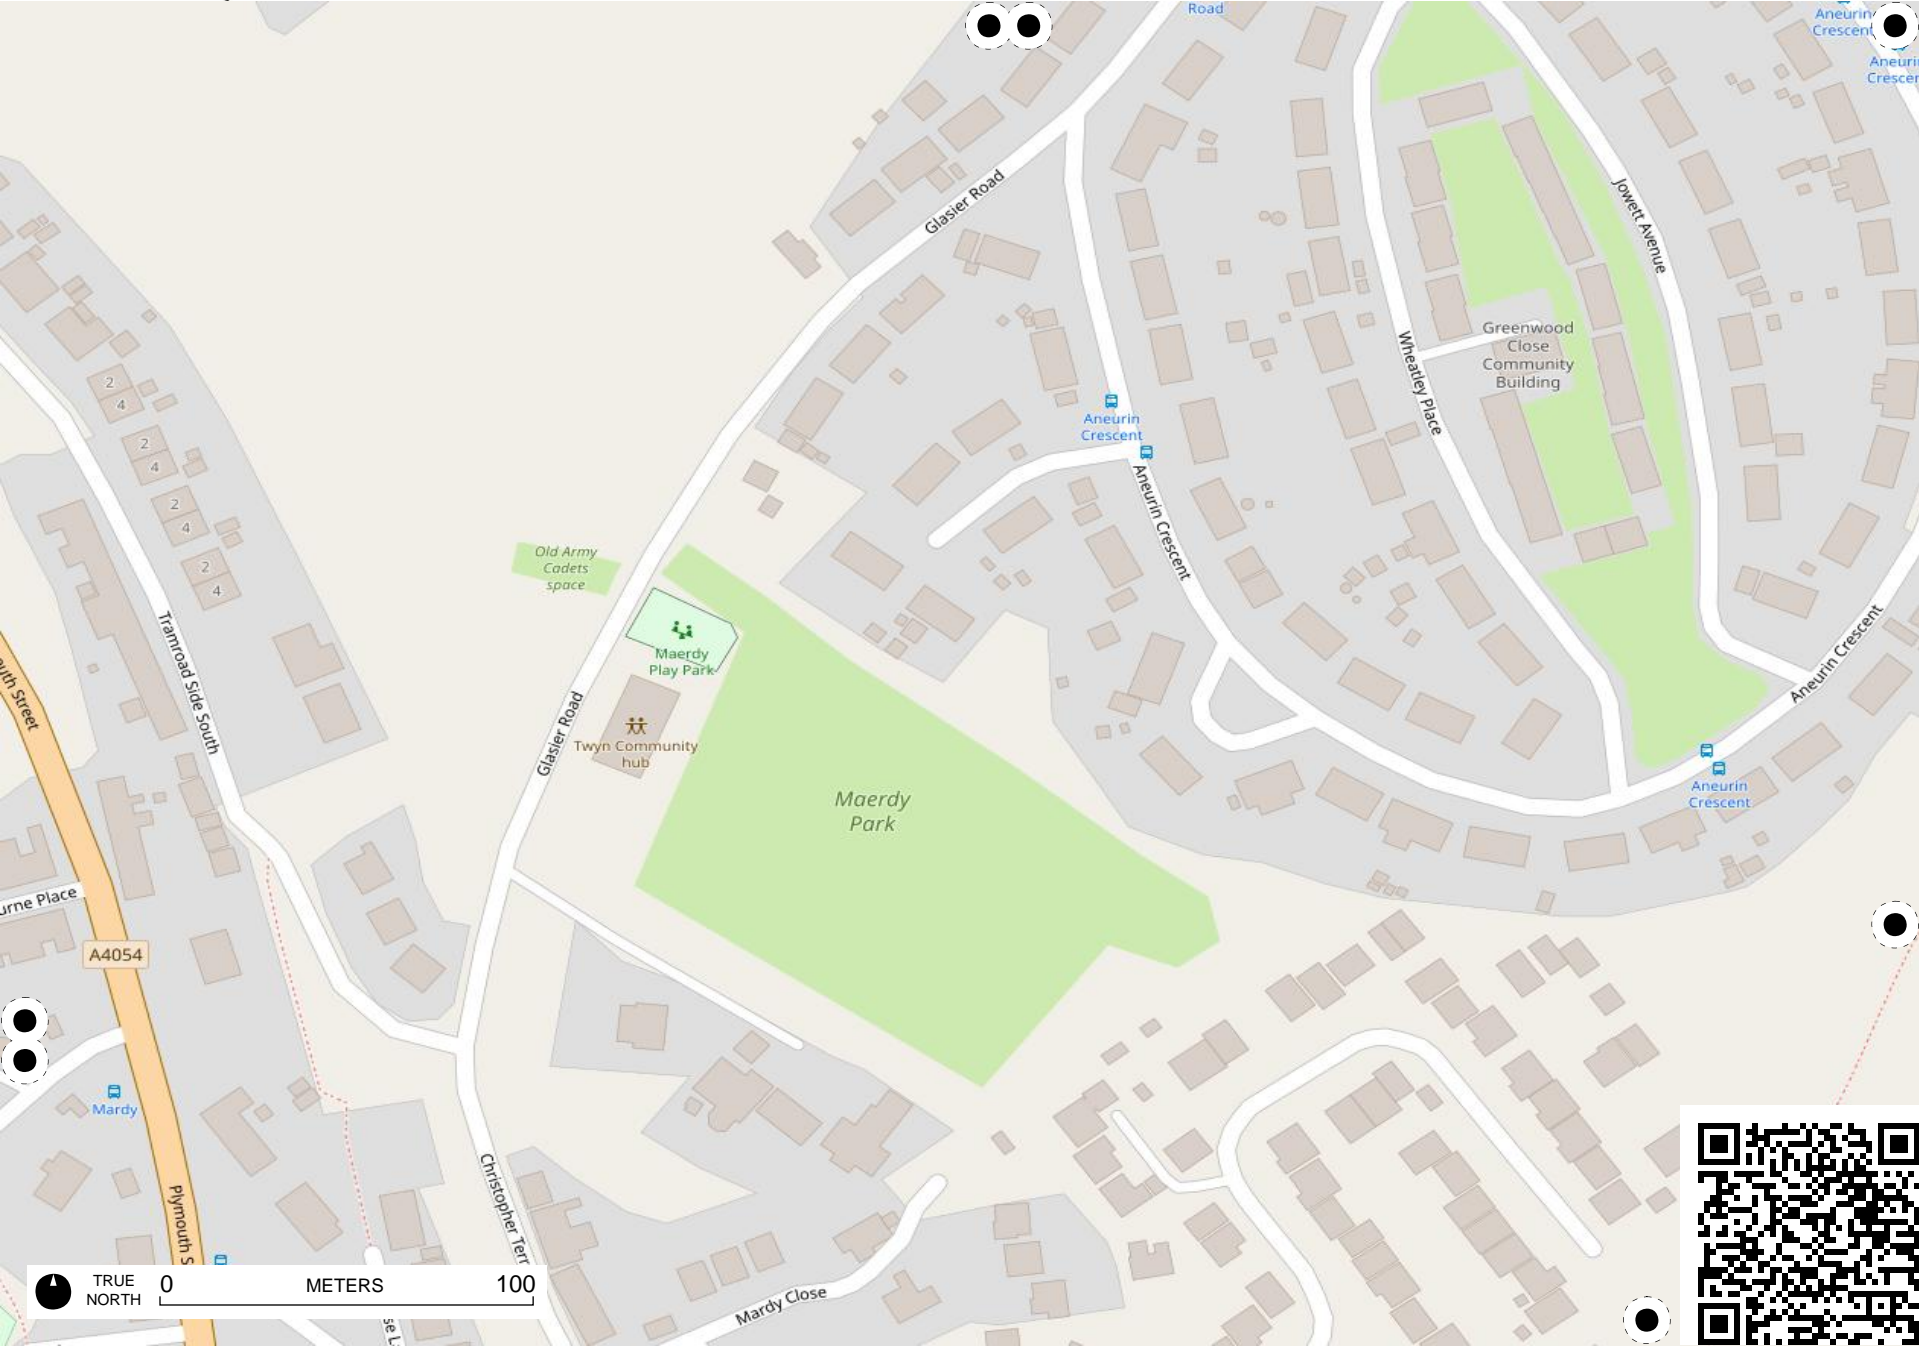 Road
Aneurin
Crescent
Glasier Road
Jowett Avenue
Wheatley Place
Greenwood
Close
Community
Building
2
4
2
4
2
4
2
4
Aneurin
Crescent
Aneurin Crescent
Old Army
Cadets
space
Tramroad Side South
Maerdy
Play Park
Glasier Road
Twyn Community
hub
Maerdy
Park
Aneurin Crescent
Aneurin
Crescent
A4054
Mardy
Plymouth S
Christopher Terr
Mardy Close
TRUE
NORTH
0 METERS 100